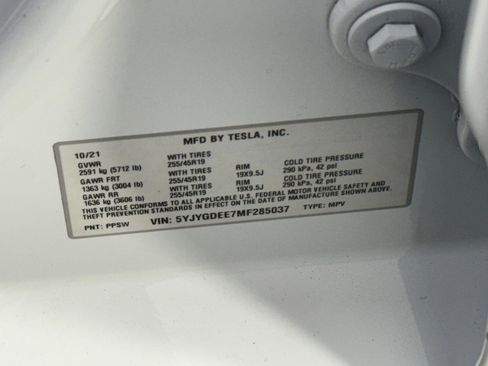 MFD BY TESLA, INC.
10/21
GVWR WITH TIRES RIM COLD TIRE PRESSURE
2591 kg (5712 lb) 255/45R19 19X9.5J 290 kPa, 42 psi
GAWR FRT WITH TIRES RIM COLD TIRE PRESSURE
1363 kg (3004 lb) 255/45R19 19X9.5J 290 kPa, 42 psi
GAWR RR WITH TIRES
1636 kg (3606 lb) 255/45R19
THIS VEHICLE CONFORMS TO ALL APPLICABLE U.S. FEDERAL MOTOR VEHICLE SAFETY AND
THEFT PREVENTION STANDARDS IN EFFECT ON THE DATE OF MANUFACTURE SHOWN ABOVE.
PNT: PPSW VIN: 5YJYGDEE7MF285037 TYPE: MPV